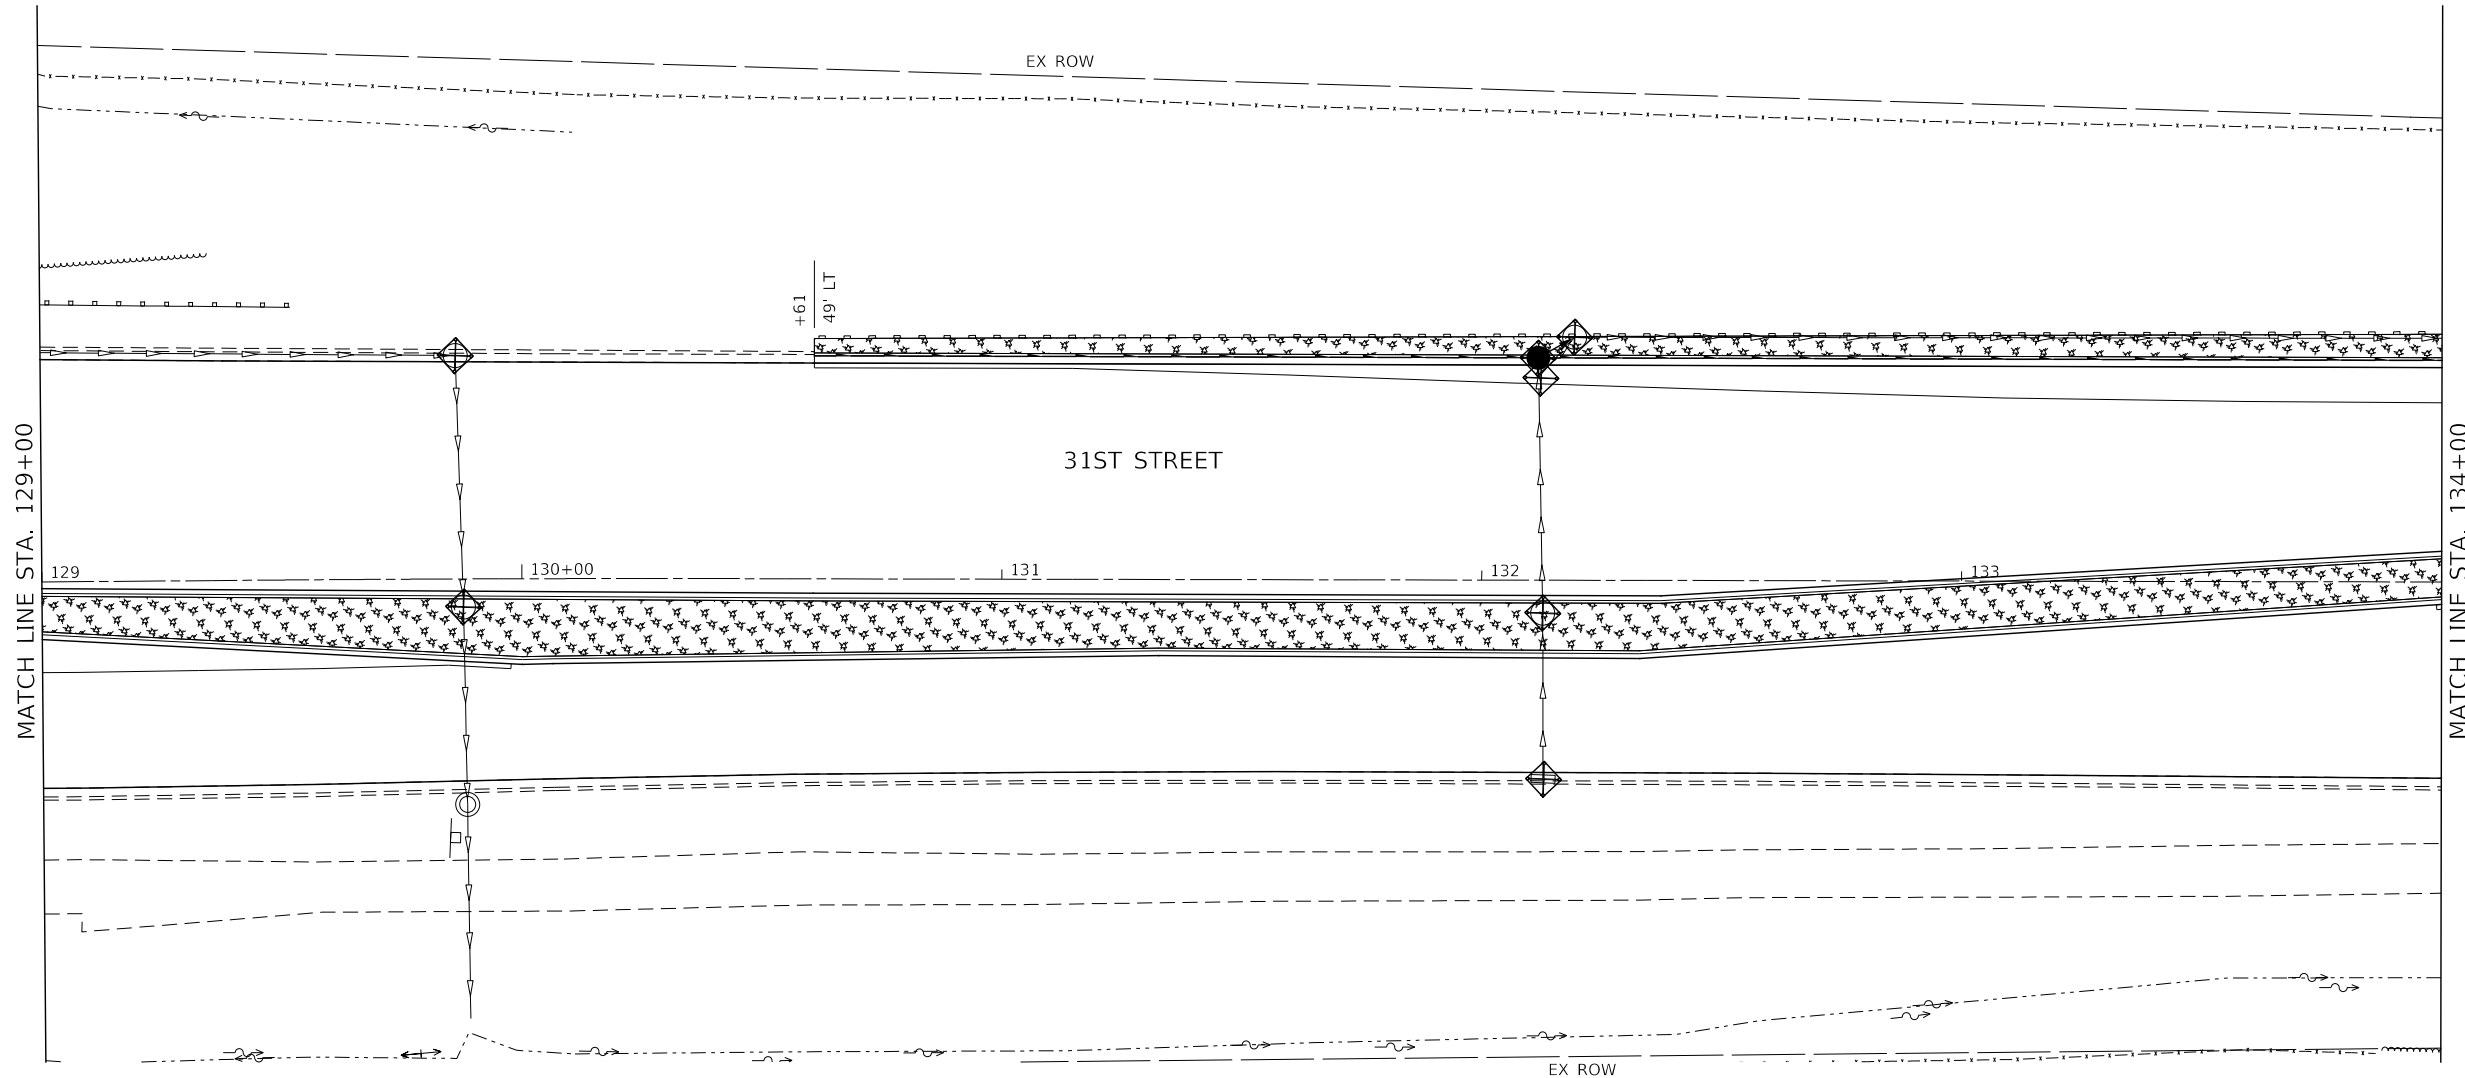 EX ROW
+61
49' LT
31ST STREET
MATCH LINE STA. 129+00
MATCH LINE STA. 134+00
129
130+00
131
132
133
EX ROW